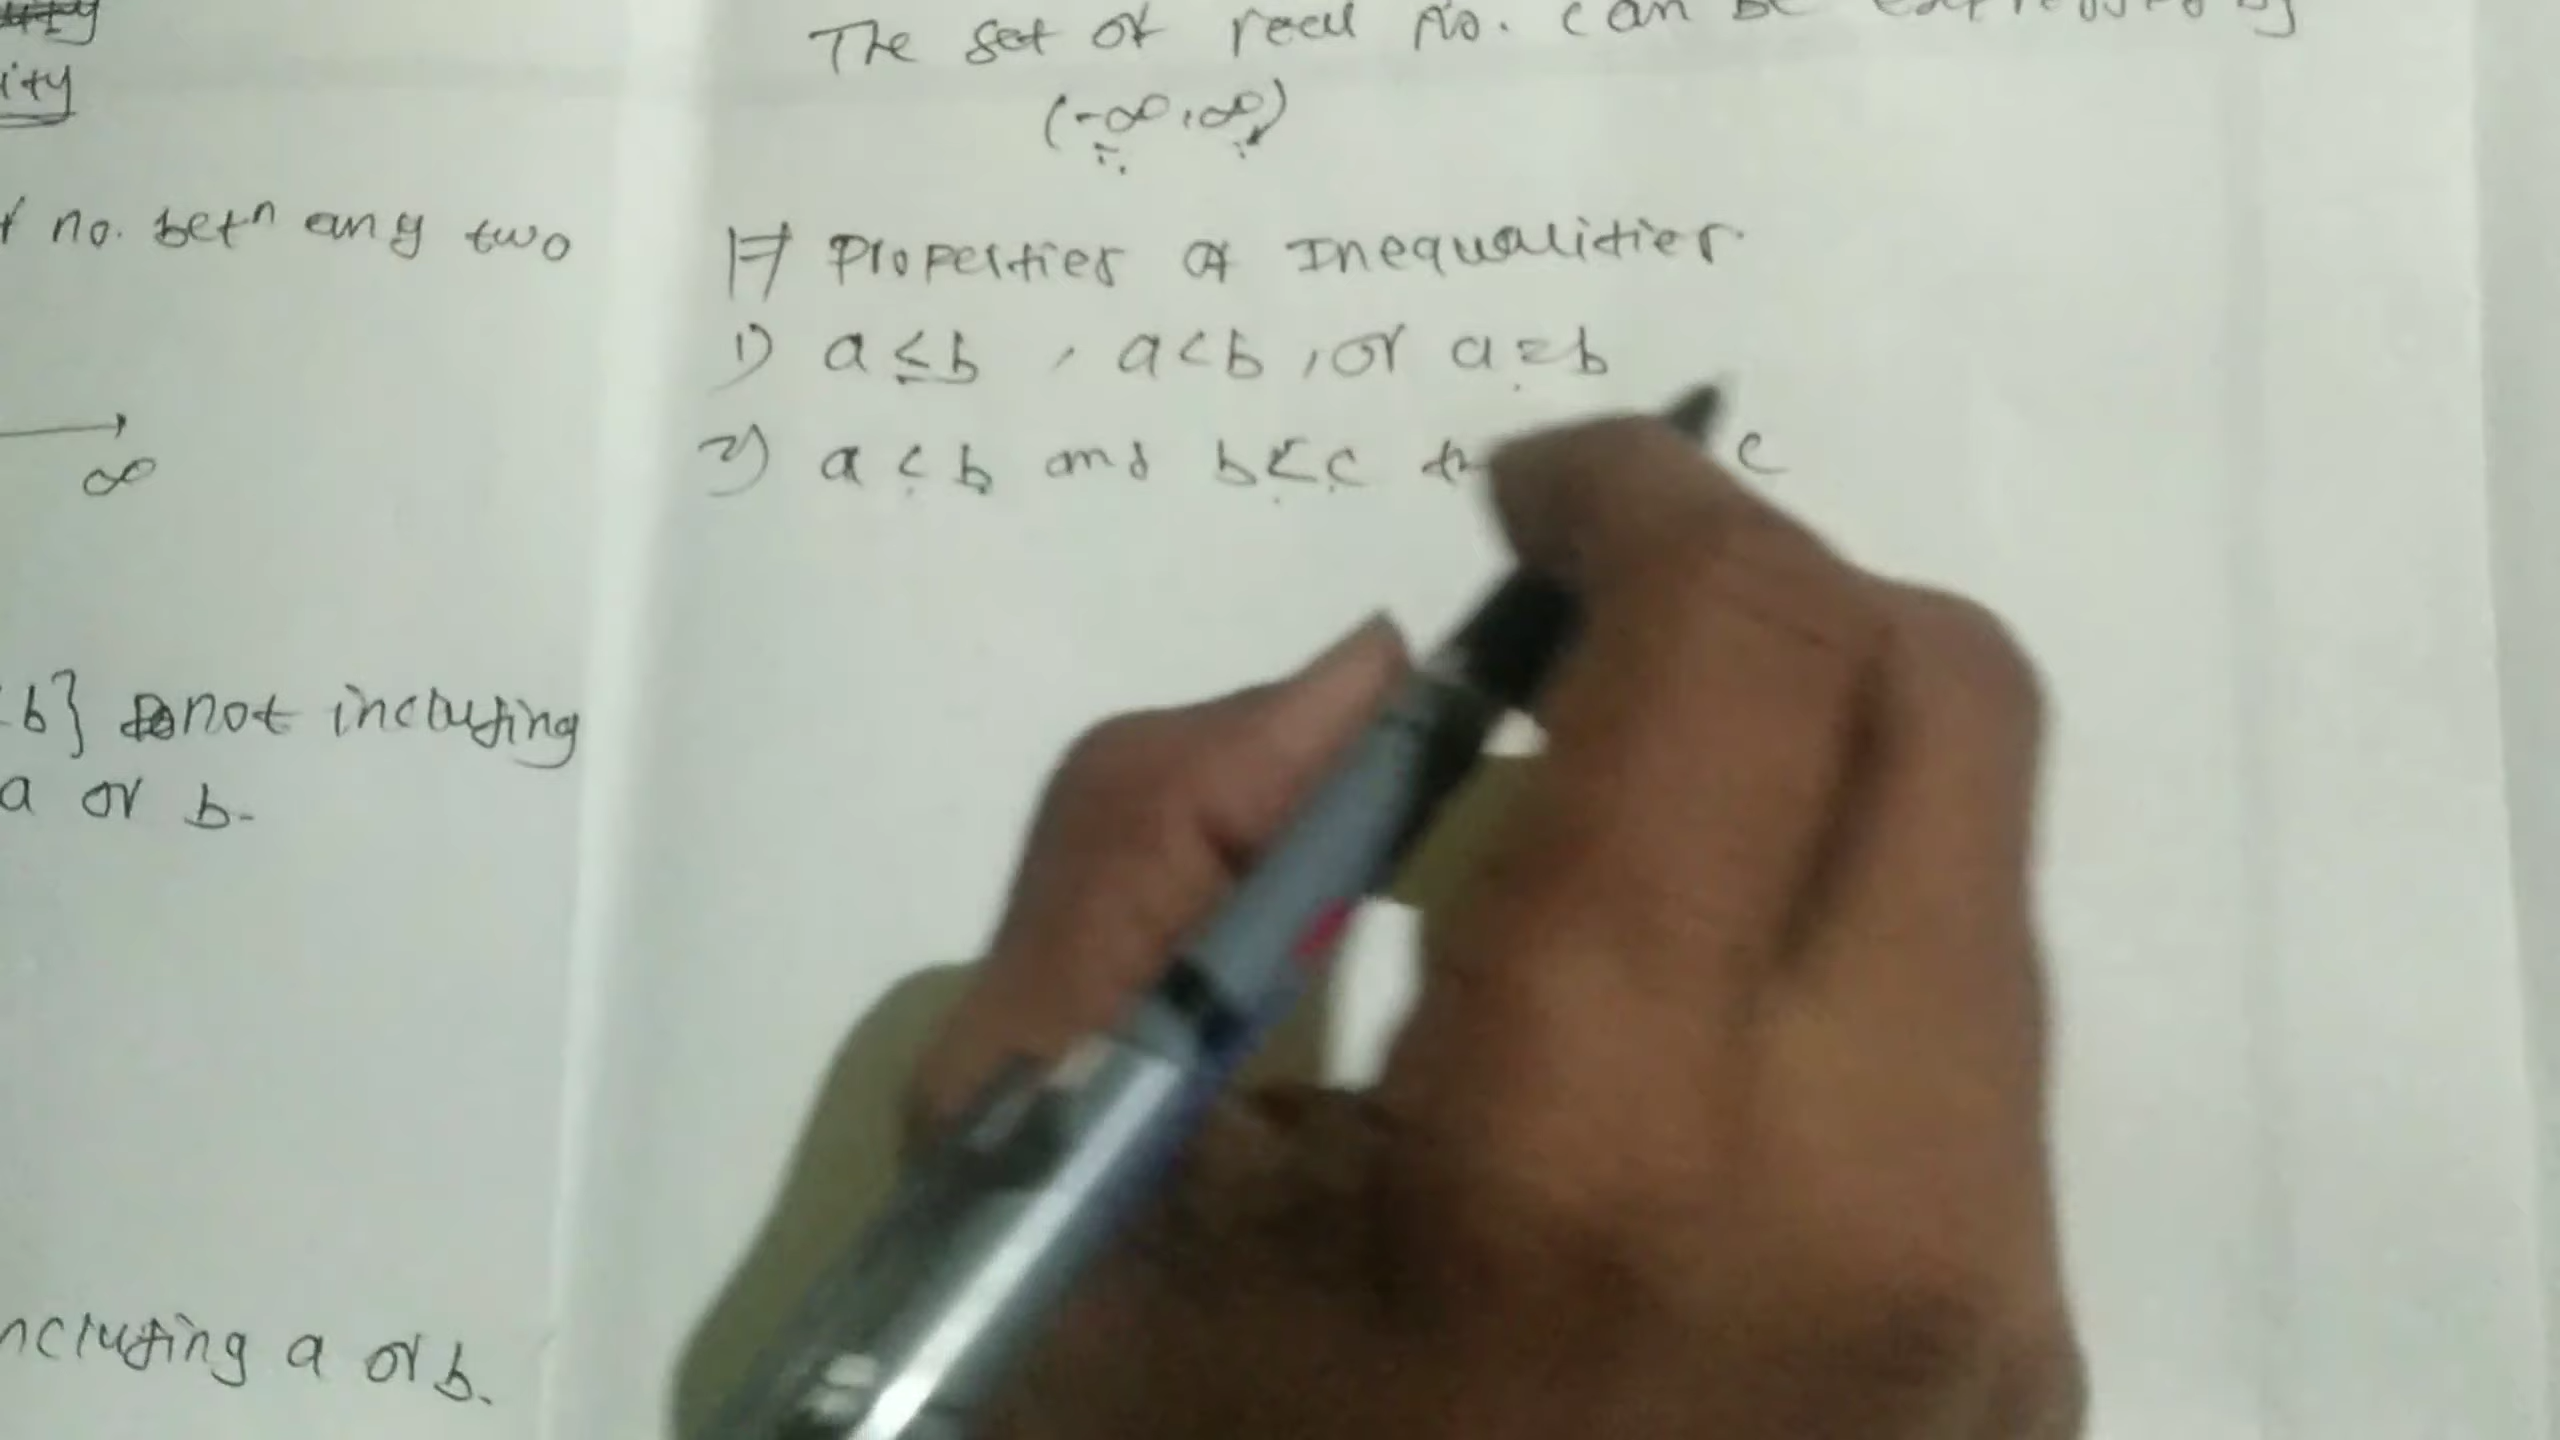 ity
no. betn any two
∞
b} not including
a or b.
ncluding a or b.
The set of real no. can be
(-∞, ∞)
Properties of Inequalities
1) a ≤ b , a < b , or a = b
2) a < b and b < c c